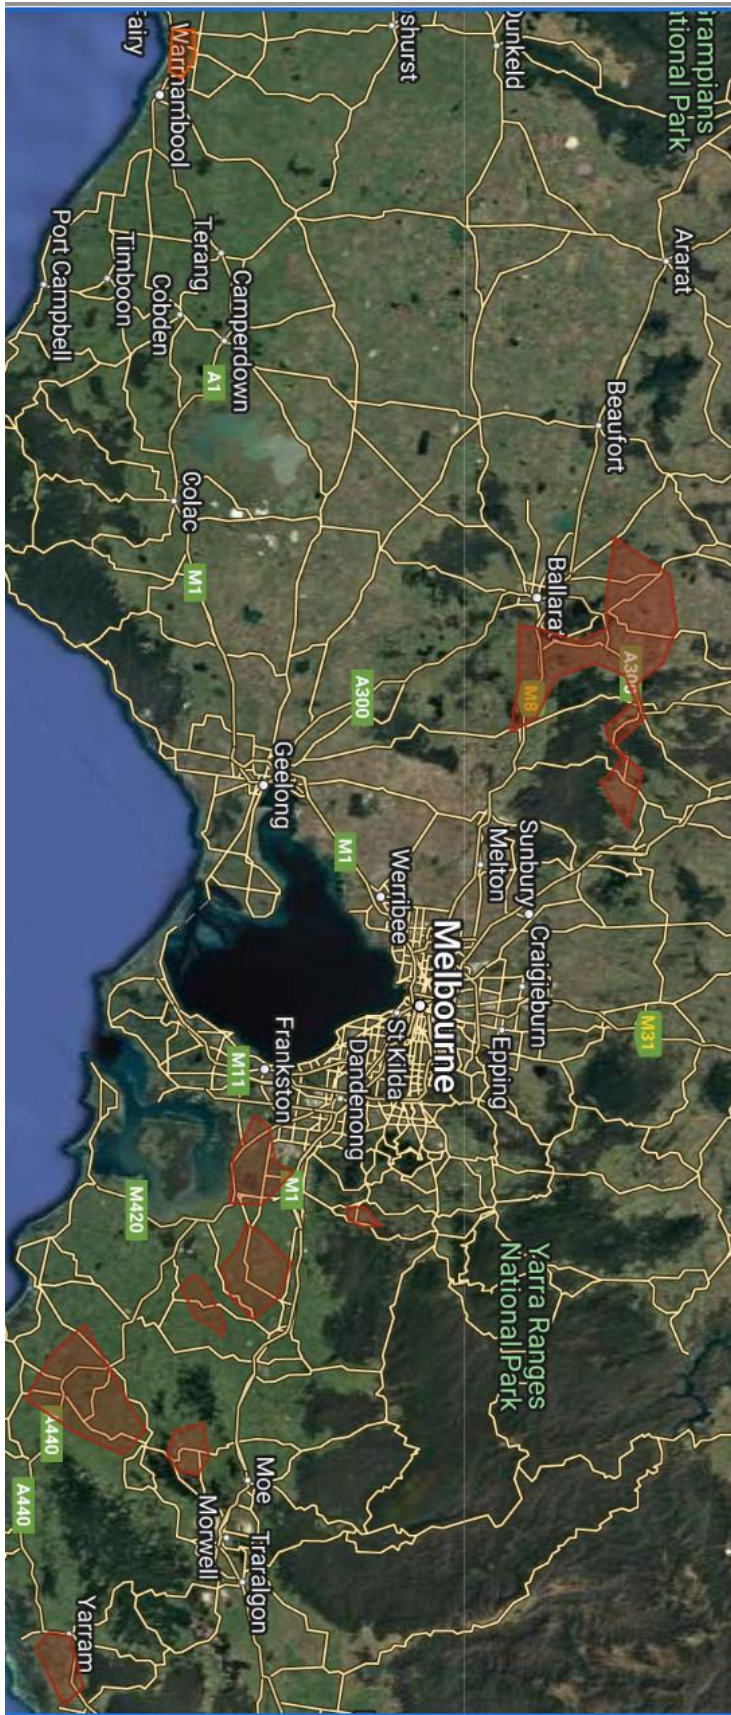 Grampians
National Park
Dunkeld
shurst
Warrnambool
airy
Ararat
Terang
Camperdown
Timboon
Cobden
Port Campbell
A1
Beaufort
Colac
M1
Ballarat
A300
M8
A300
Geelong
M1
Melton
Sunbury
Werribee
Craigieburn
Melbourne
M31
St Kilda
Epping
Frankston
Dandenong
M11
M1
M420
Yarra Ranges
National Park
A440
Moe
Morwell
A440
Traralgon
Yarram